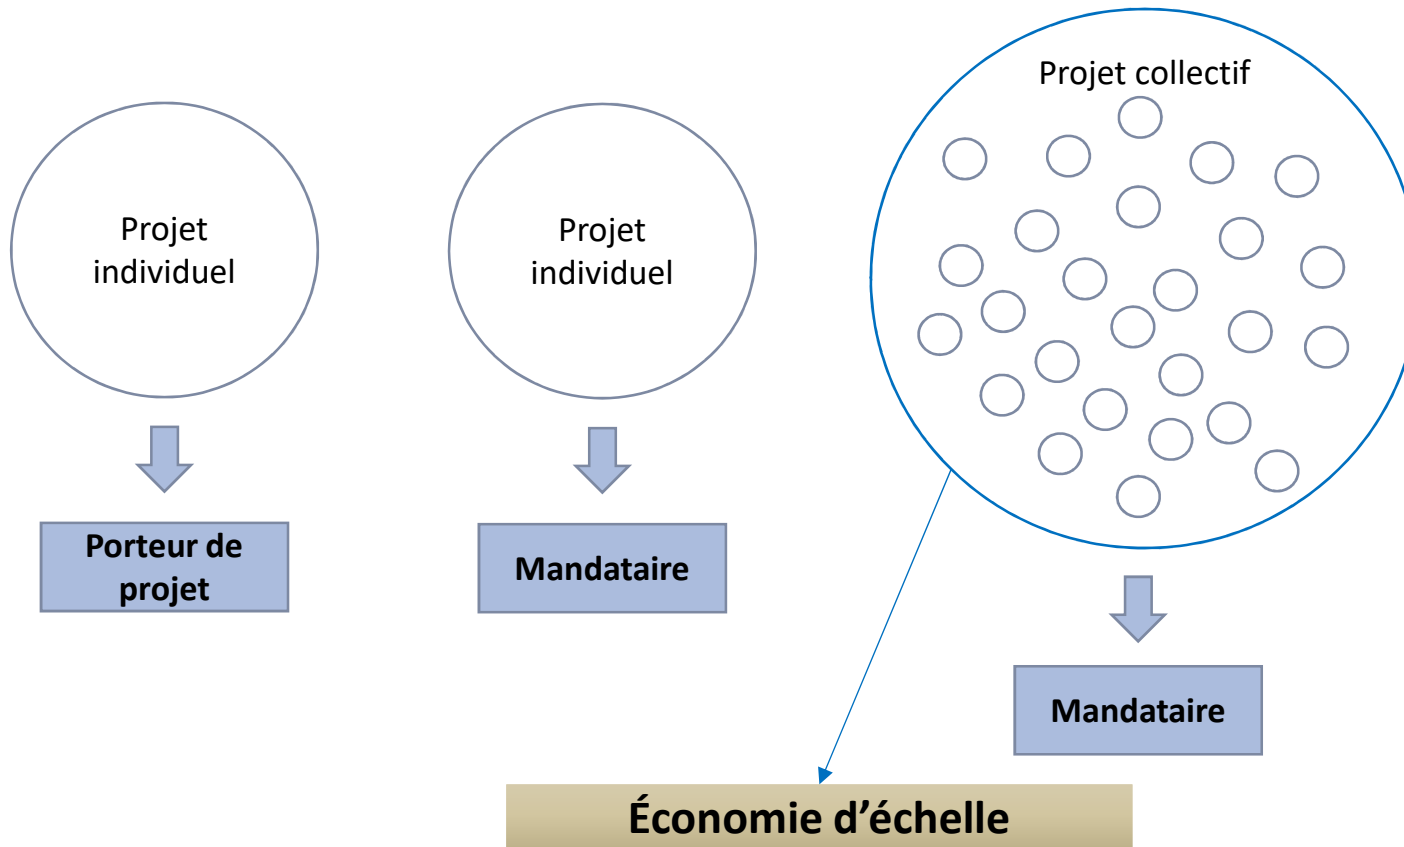 Projet collectif
Projet
individuel
Projet
individuel
Porteur de
projet
Mandataire
Mandataire
Économie d’échelle